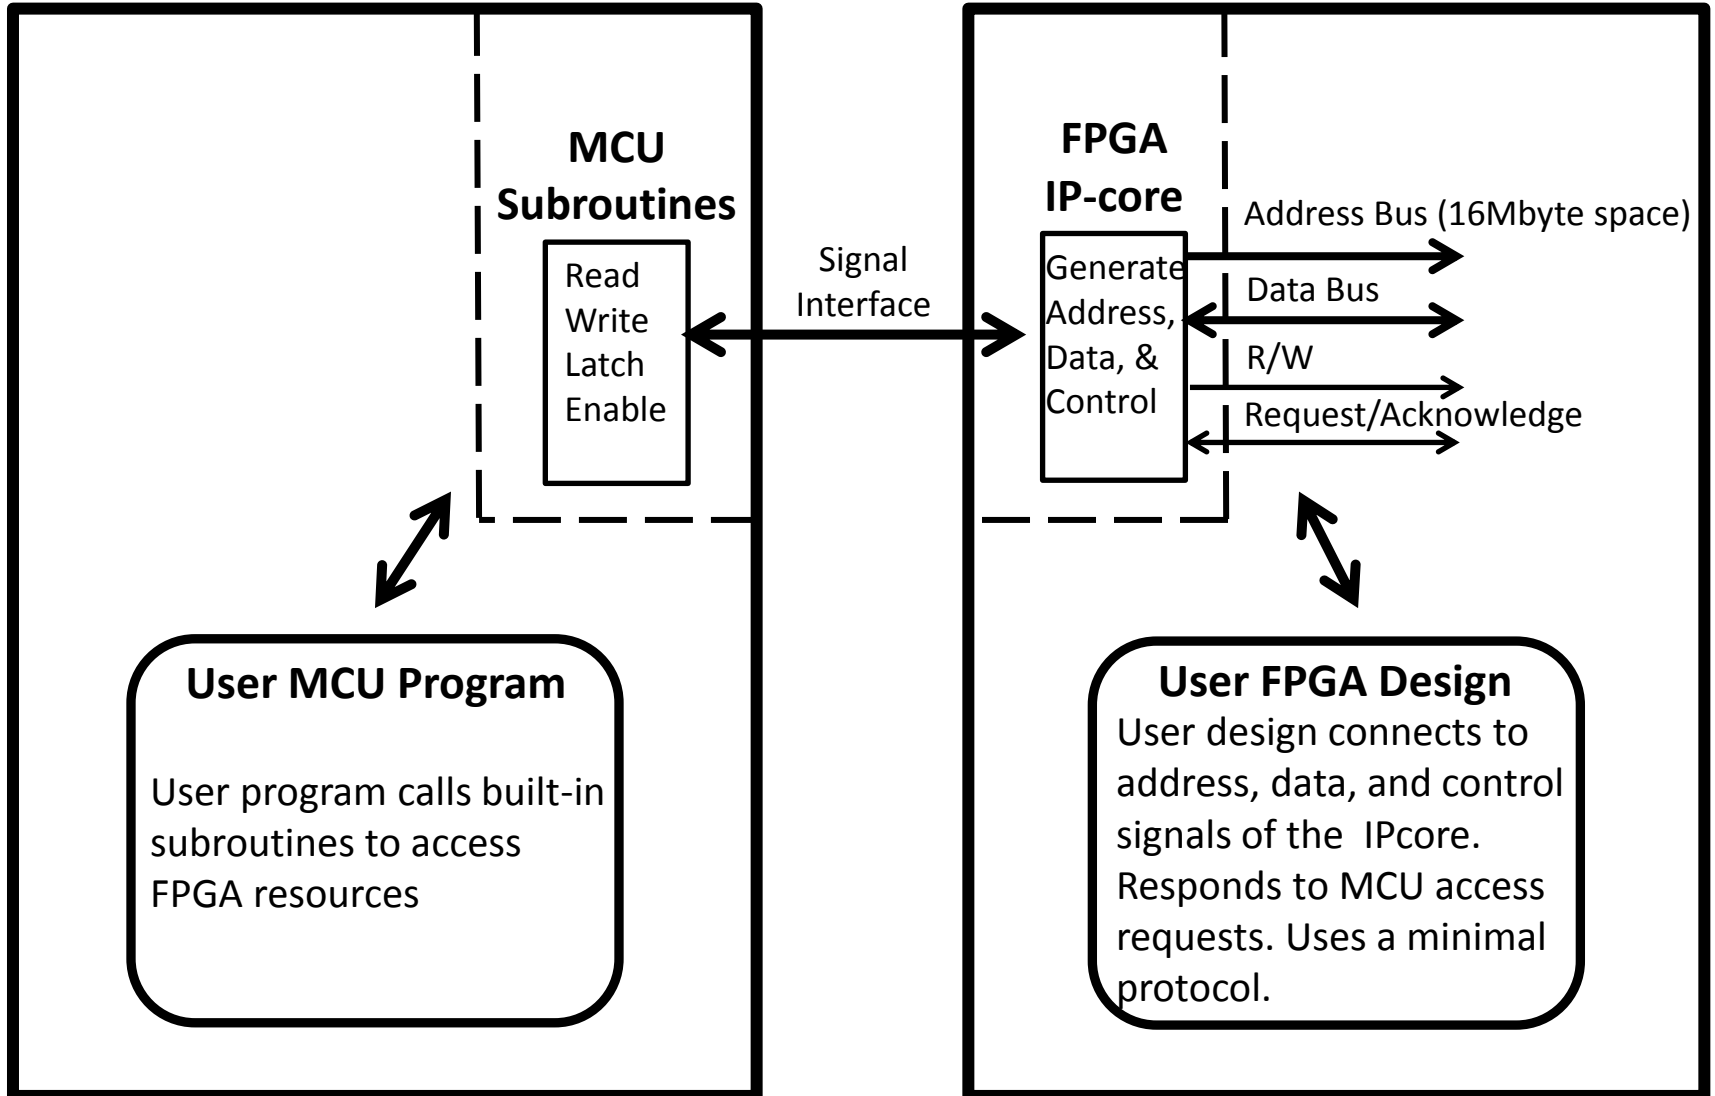 MCU
Subroutines
Read
Write
Latch
Enable
Signal
Interface
FPGA
IP-core
Generate
Address,
Data, &
Control
Address Bus (16Mbyte space)
Data Bus
R/W
Request/Acknowledge
User MCU Program
User program calls built-in
subroutines to access
FPGA resources
User FPGA Design
User design connects to
address, data, and control
signals of the  IPcore.
Responds to MCU access
requests. Uses a minimal
protocol.